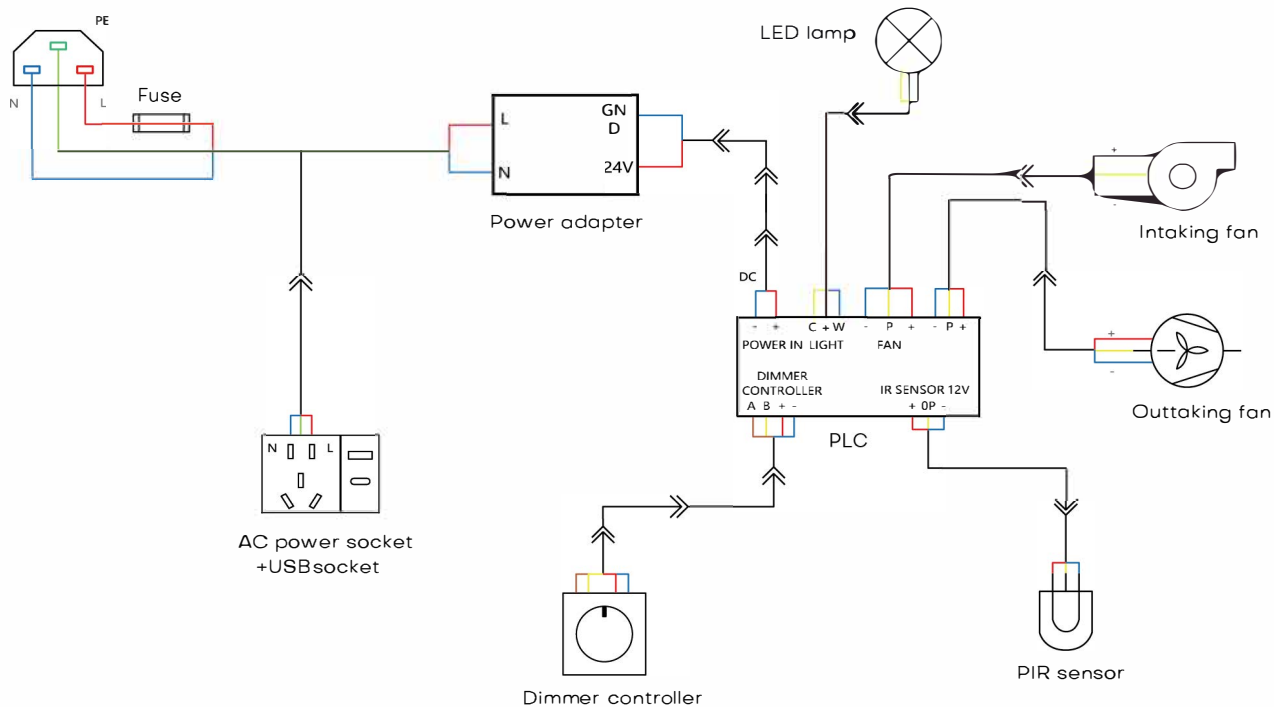 PE
N
L
Fuse
L
N
GN
D
24V
Power adapter
LED lamp
+
-
Intaking fan
+
-
Outtaking fan
DC
- +
C + W
- P +
- P +
POWER IN LIGHT
FAN
DIMMER
CONTROLLER
IR SENSOR 12V
A B + -
+ 0P -
PLC
N L
AC power socket
+USBsocket
Dimmer controller
PIR sensor